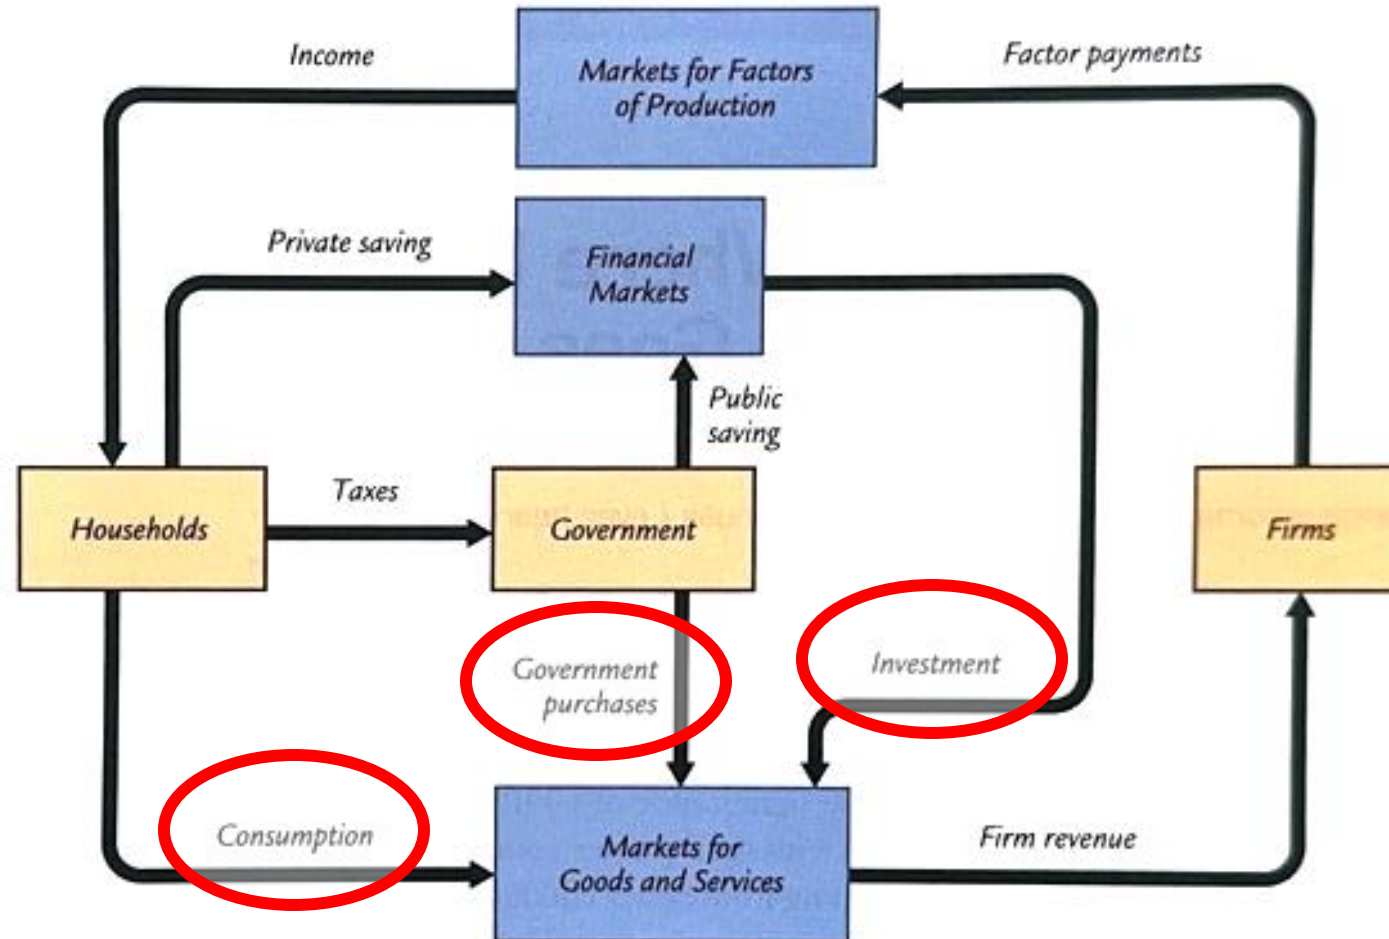 Income
Factor payments
Markets for Factors
of Production
Private saving
Financial
Markets
Public
saving
Taxes
Households
Government
Firms
Government
purchases
Investment
Consumption
Markets for
Goods and Services
Firm revenue